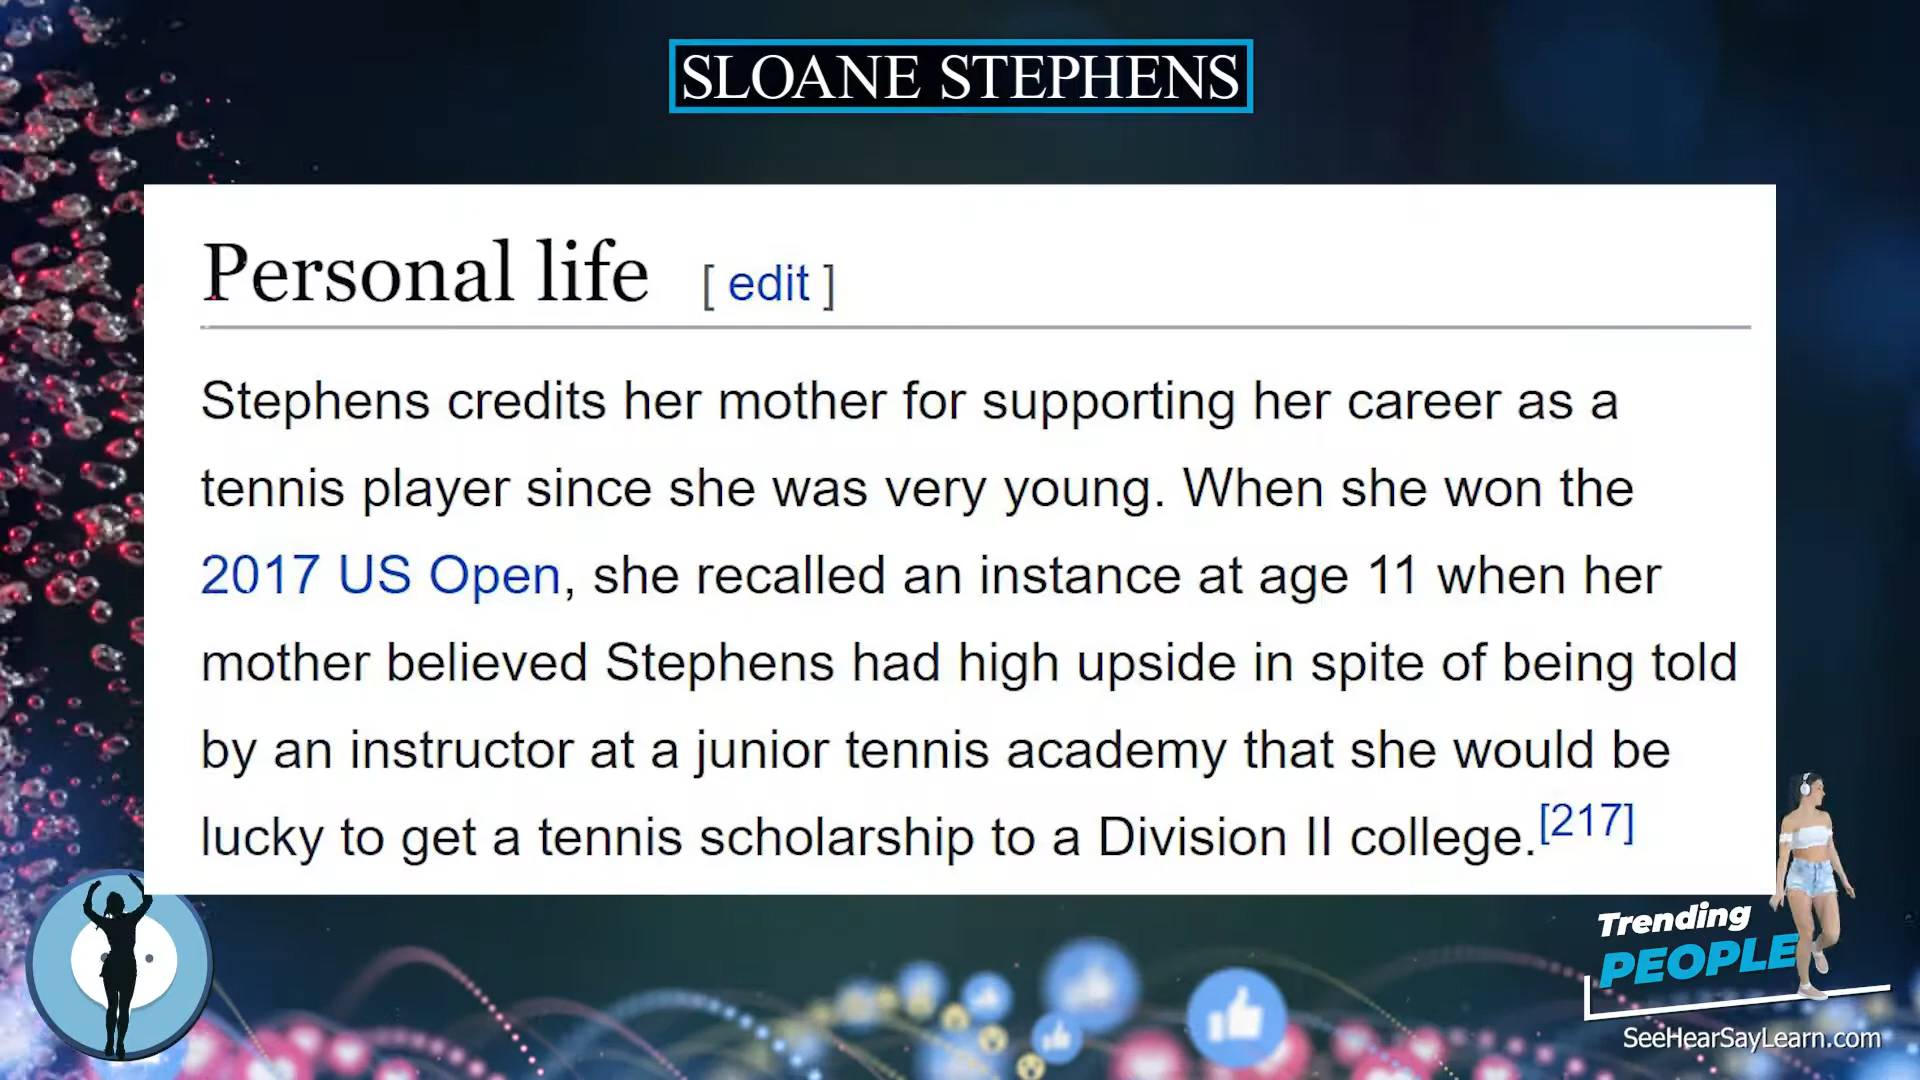 SLOANE STEPHENS
Personal life [ edit ]
Stephens credits her mother for supporting her career as a
tennis player since she was very young. When she won the
2017 US Open, she recalled an instance at age 11 when her
mother believed Stephens had high upside in spite of being told
by an instructor at a junior tennis academy that she would be
lucky to get a tennis scholarship to a Division II college.[217]
Trending
PEOPLE
SeeHearSayLearn.com